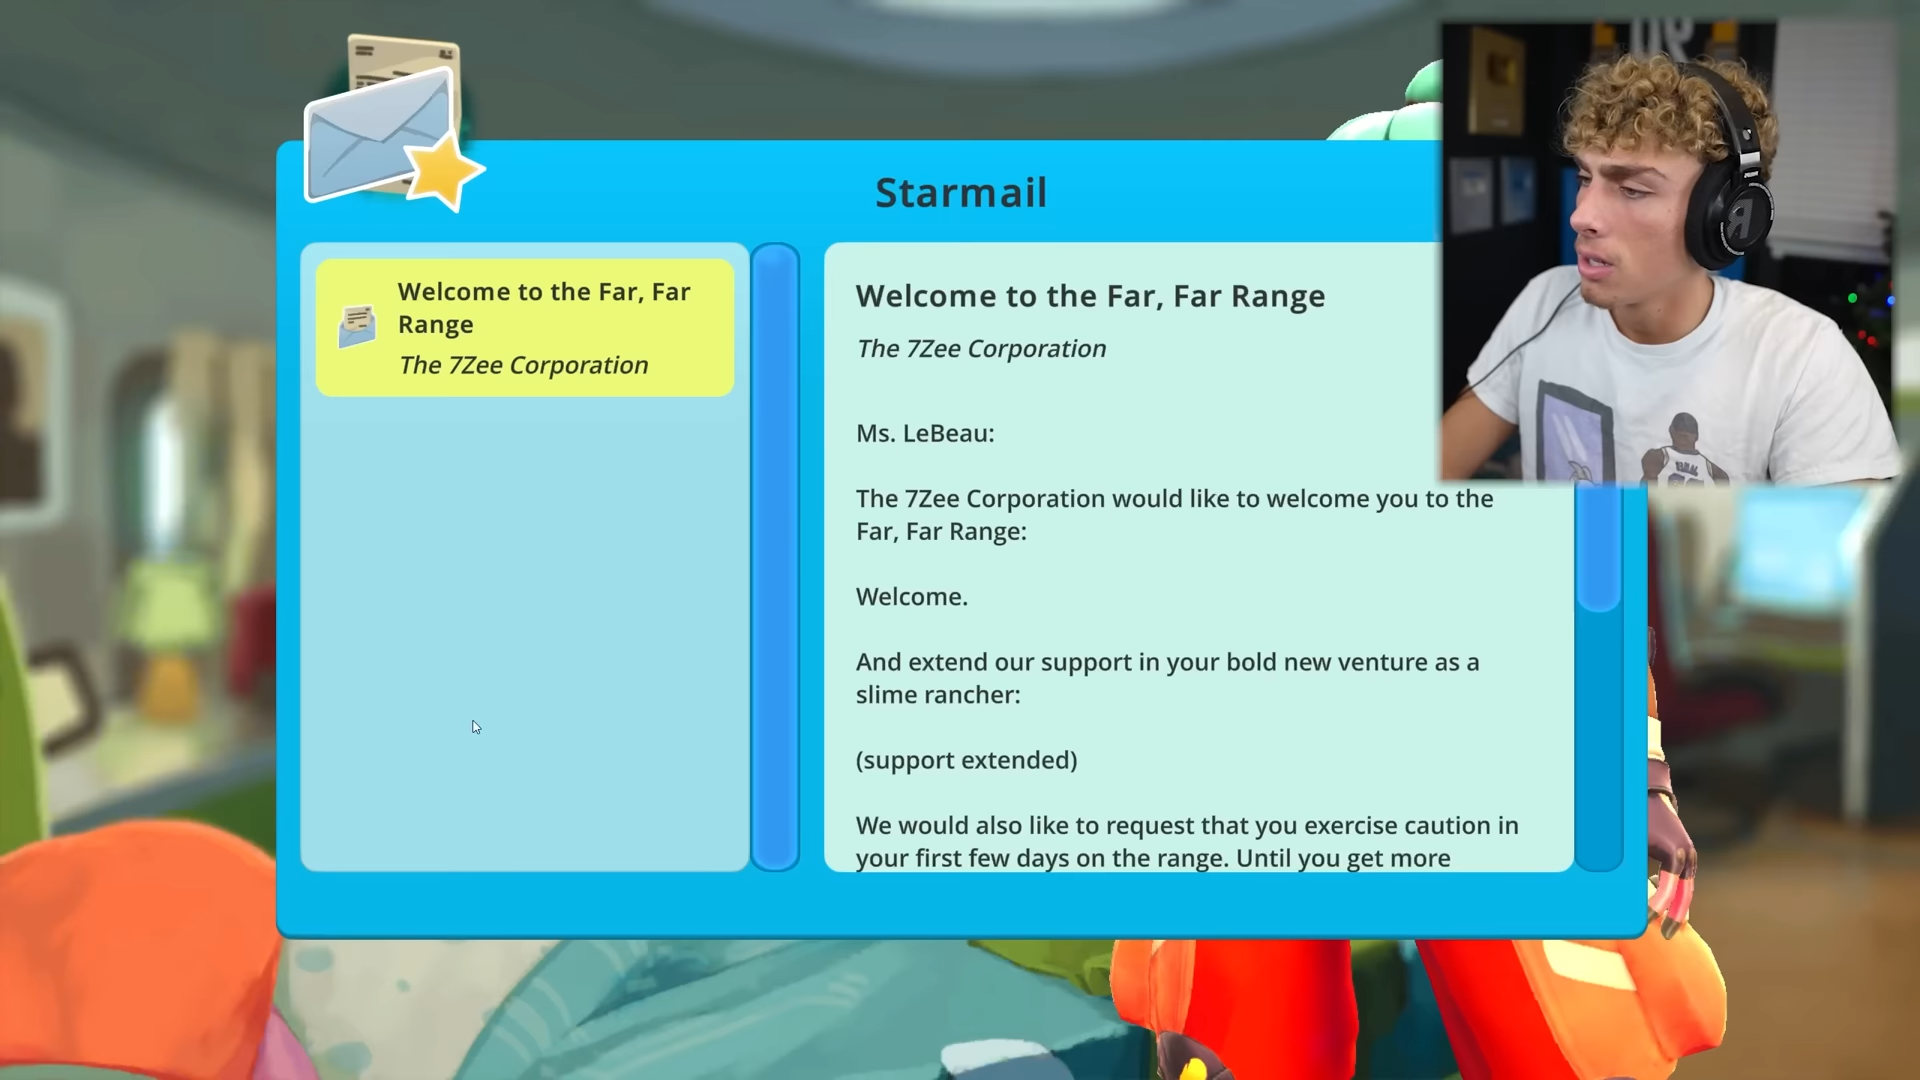 Starmail
Welcome to the Far, Far
Range
The 7Zee Corporation
Welcome to the Far, Far Range
The 7Zee Corporation
Ms. LeBeau:
The 7Zee Corporation would like to welcome you to the
Far, Far Range:
Welcome.
And extend our support in your bold new venture as a
slime rancher:
(support extended)
We would also like to request that you exercise caution in
your first few days on the range. Until you get more